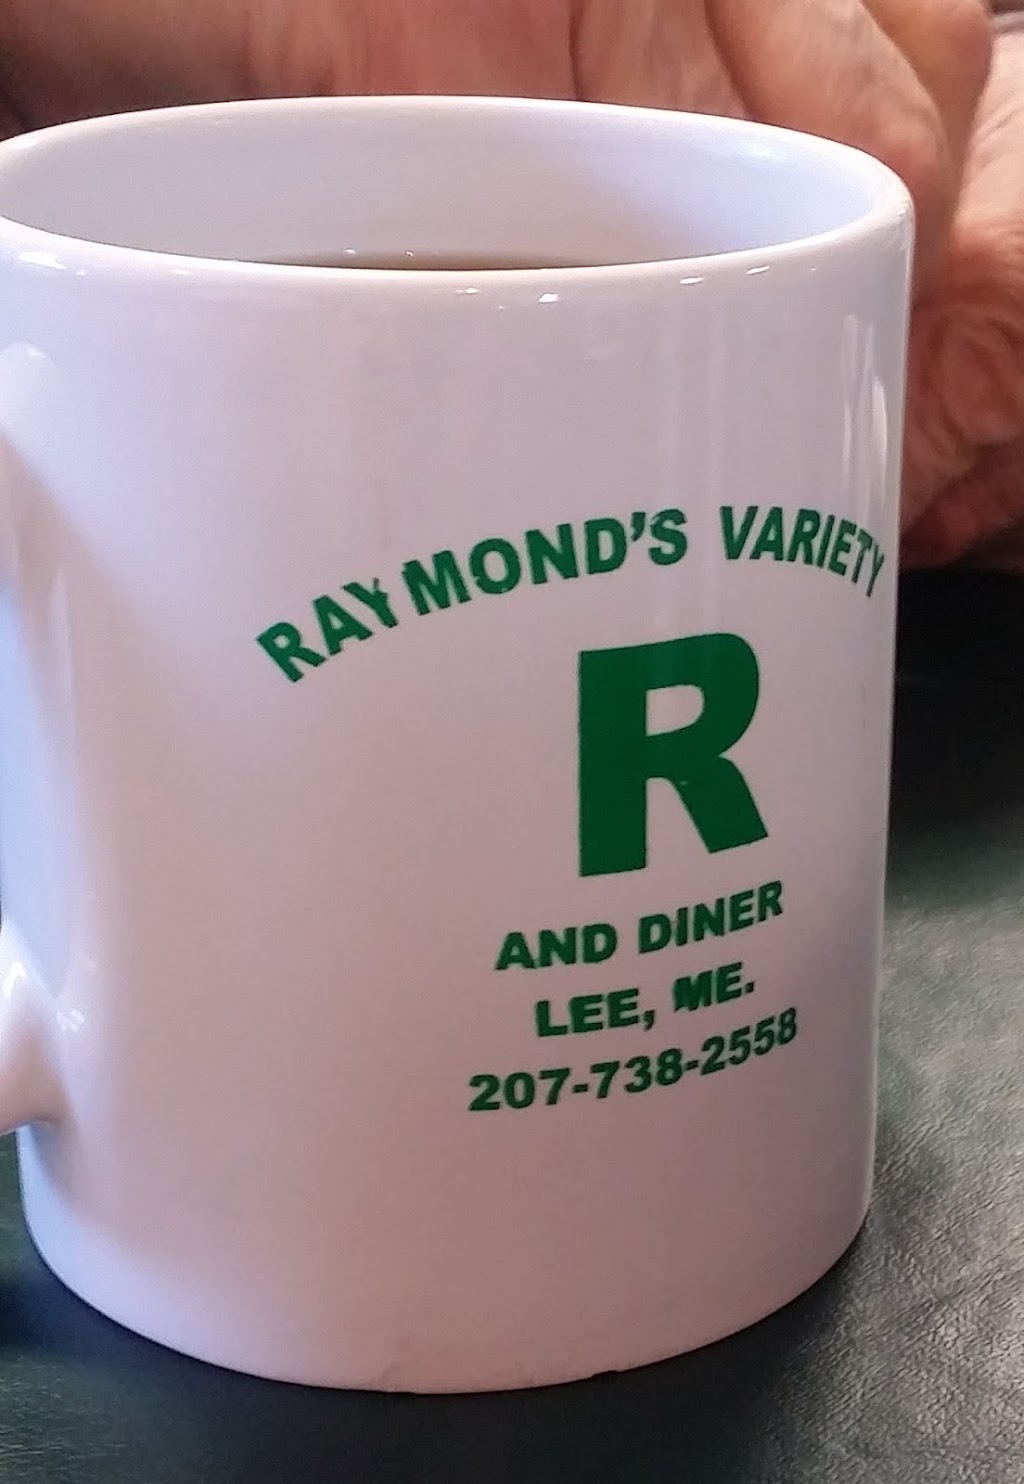 RAYMOND'S VARIETY
R
AND DINER
LEE, ME.
207-738-2558